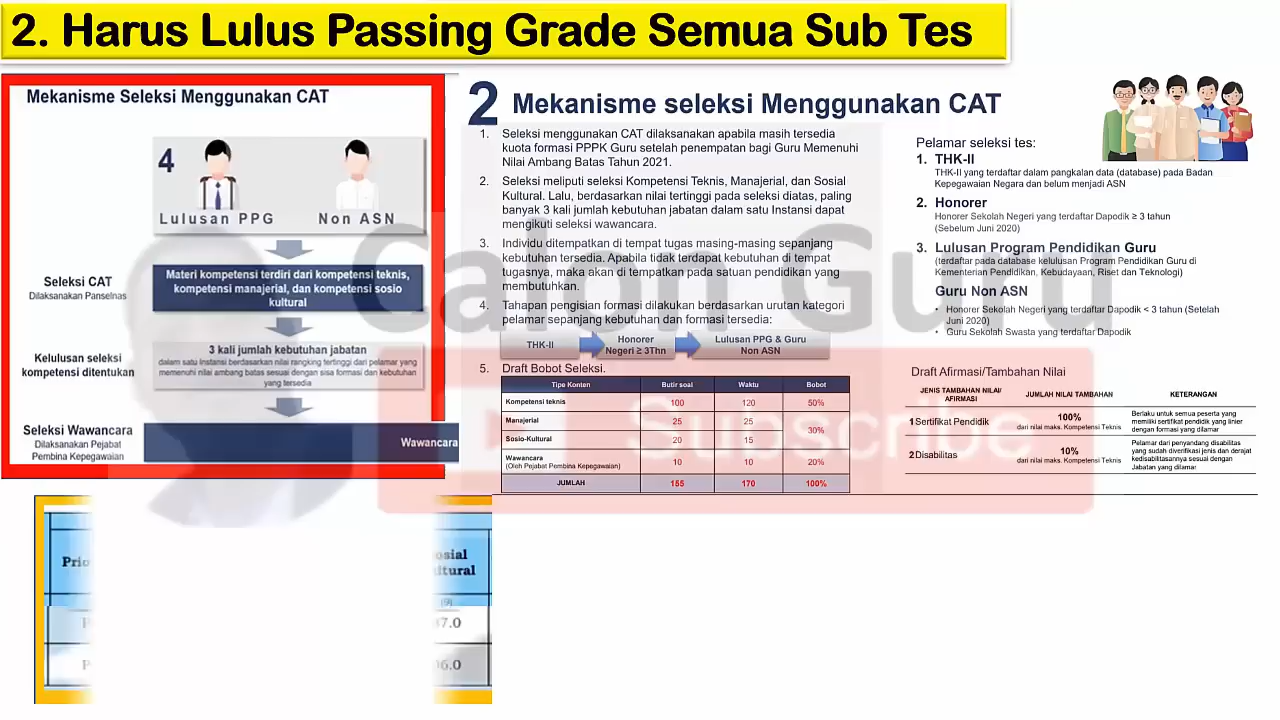 2. Harus Lulus Passing Grade Semua Sub Tes
Mekanisme Seleksi Menggunakan CAT
4
Lulusan PPG
Non ASN
Seleksi CAT
Dilaksanakan Panselnas
Materi kompetensi terdiri dari kompetensi teknis,
kompetensi manajerial, dan kompetensi sosio
kultural
Kelulusan seleksi
kompetensi ditentukan
3 kali jumlah kebutuhan jabatan
dalam satu Instansi berdasarkan nilai rangking tertinggi dari pelamar yang
memenuhi nilai ambang batas sesuai dengan sisa formasi dan kebutuhan
yang tersedia
Seleksi Wawancara
Dilaksanakan Pejabat
Pembina Kepegawaian
Wawancara
2 Mekanisme seleksi Menggunakan CAT
1. Seleksi menggunakan CAT dilaksanakan apabila masih tersedia
kuota formasi PPPK Guru setelah penempatan bagi Guru Memenuhi
Nilai Ambang Batas Tahun 2021.
2. Seleksi meliputi seleksi Kompetensi Teknis, Manajerial, dan Sosial
Kultural. Lalu, berdasarkan nilai tertinggi pada seleksi diatas, paling
banyak 3 kali jumlah kebutuhan jabatan dalam satu Instansi dapat
mengikuti seleksi wawancara.
3. Individu ditempatkan di tempat tugas masing-masing sepanjang
kebutuhan tersedia. Apabila tidak terdapat kebutuhan di tempat
tugasnya, maka akan di tempatkan pada satuan pendidikan yang
membutuhkan.
4. Tahapan pengisian formasi dilakukan berdasarkan urutan kategori
pelamar sepanjang kebutuhan dan formasi tersedia:
THK-II
Honorer
Negeri ≥ 3Thn
Lulusan PPG & Guru
Non ASN
5. Draft Bobot Seleksi.
Tipe Konten Butir soal Waktu Bobot
Kompetensi teknis 100 120 50%
Manajerial 25 25
30%
Sosio-Kultural 20 15
Wawancara
(Oleh Pejabat Pembina Kepegawaian) 10 10 20%
JUMLAH 155 170 100%
Pelamar seleksi tes:
1. THK-II
THK-II yang terdaftar dalam pangkalan data (database) pada Badan
Kepegawaian Negara dan belum menjadi ASN
2. Honorer
Honorer Sekolah Negeri yang terdaftar Dapodik ≥ 3 tahun
(Sebelum Juni 2020)
3. Lulusan Program Pendidikan Guru
(terdaftar pada database kelulusan Program Pendidikan Guru di
Kementerian Pendidikan, Kebudayaan, Riset dan Teknologi)
Guru Non ASN
• Honorer Sekolah Negeri yang terdaftar Dapodik < 3 tahun (Setelah
Juni 2020)
• Guru Sekolah Swasta yang terdaftar Dapodik
Draft Afirmasi/Tambahan Nilai
JENIS TAMBAHAN NILAI/
AFIRMASI
JUMLAH NILAI TAMBAHAN
KETERANGAN
1 Sertifikat Pendidik
100%
dari nilai maks. Kompetensi Teknis
Berlaku untuk semua peserta yang
memiliki sertifikat pendidik yang linier
dengan formasi yang dilamar
2 Disabilitas
10%
dari nilai maks. Kompetensi Teknis
Pelamar dari penyandang disabilitas
yang sudah diverifikasi jenis dan derajat
kedisabilitasannya sesuai dengan
Jabatan yang dilamar
Calon Guru
Subscribe